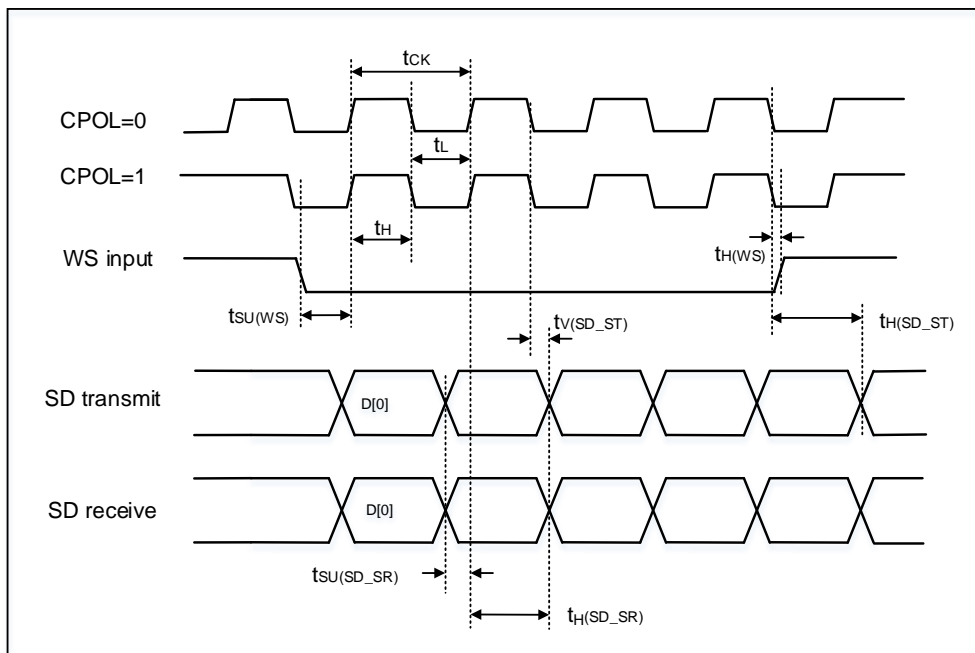 tCK
CPOL=0
tL
CPOL=1
tH
tH(WS)
WS input
tSU(WS)
tV(SD_ST)
tH(SD_ST)
SD transmit
D[0]
SD receive
D[0]
tSU(SD_SR)
tH(SD_SR)